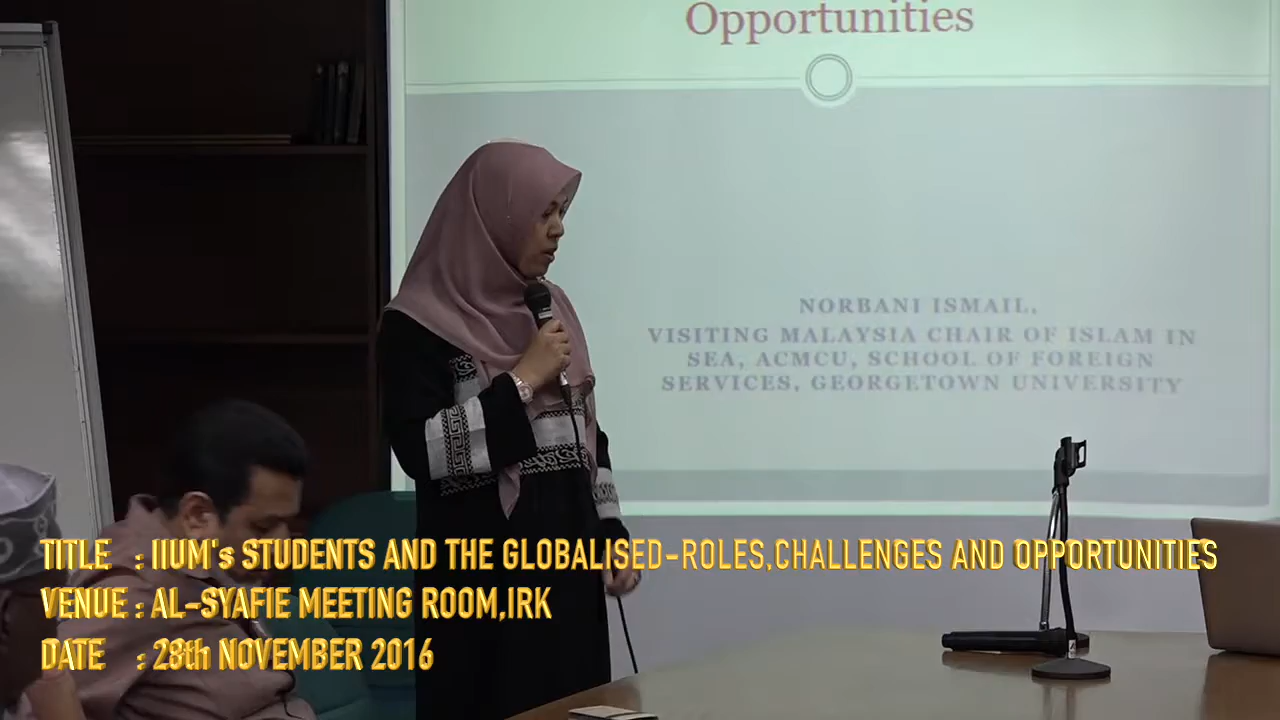 Opportunities
NORBANI ISMAIL,
VISITING MALAYSIA CHAIR OF ISLAM IN
SEA, ACMCU, SCHOOL OF FOREIGN
SERVICES, GEORGETOWN UNIVERSITY
TITLE : IIUM's STUDENTS AND THE GLOBALISED-ROLES,CHALLENGES AND OPPORTUNITIES
VENUE : AL-SYAFIE MEETING ROOM,IRK
DATE : 28th NOVEMBER 2016